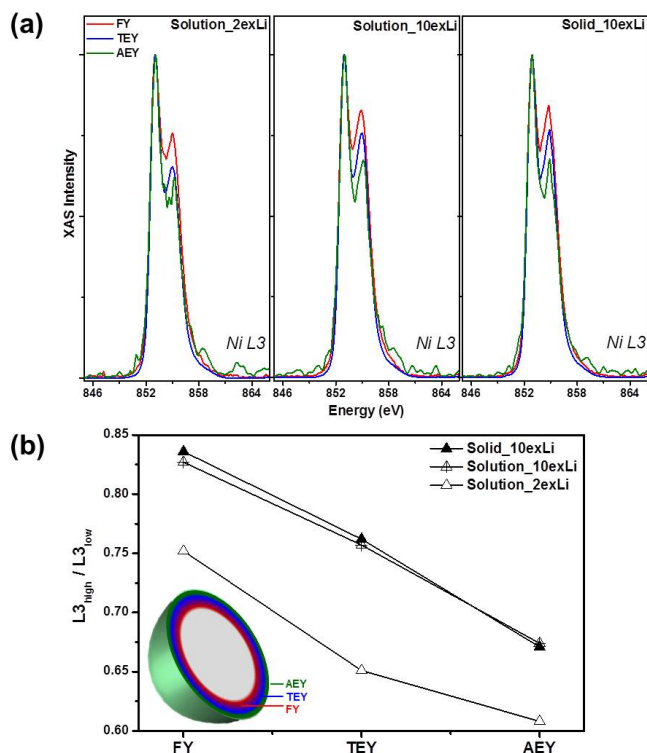 (a)
FY
TEY
AEY
Solution_2exLi
Solution_10exLi
Solid_10exLi
XAS Intensity
Ni L3
Ni L3
Ni L3
846 852 858 864
846 852 858 864
846 852 858 864
Energy (eV)
(b)
Solid_10exLi
Solution_10exLi
Solution_2exLi
L3high / L3low
0.85
0.80
0.75
0.70
0.65
0.60
AEY
TEY
FY
FY TEY AEY